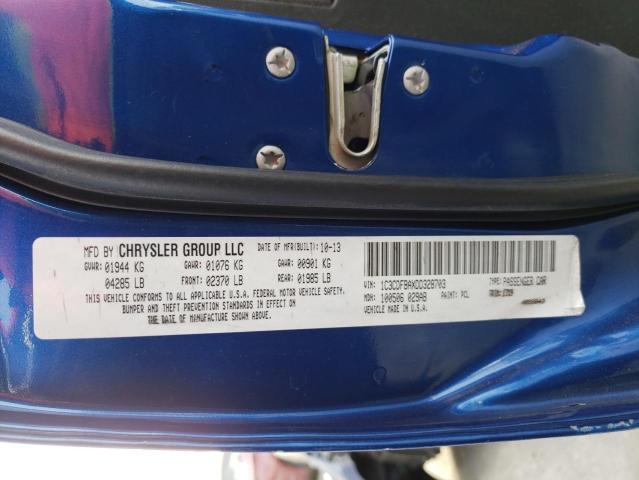 MFD BY CHRYSLER GROUP LLC DATE OF MFR(BUILT): 10-13
GVWR: 01944 KG GAWR: 01076 KG GAWR: 00901 KG
04285 LB FRONT: 02370 LB REAR: 01985 LB
THIS VEHICLE CONFORMS TO ALL APPLICABLE U.S.A. FEDERAL MOTOR VEHICLE SAFETY,
BUMPER AND THEFT PREVENTION STANDARDS IN EFFECT ON
THE DATE OF MANUFACTURE SHOWN ABOVE.
VIN: 1C3CDFBAXDD328703 TYPE: PASSENGER CAR
MDH: 100506 029AB PAINT: PCL
VEHICLE MADE IN U.S.A.